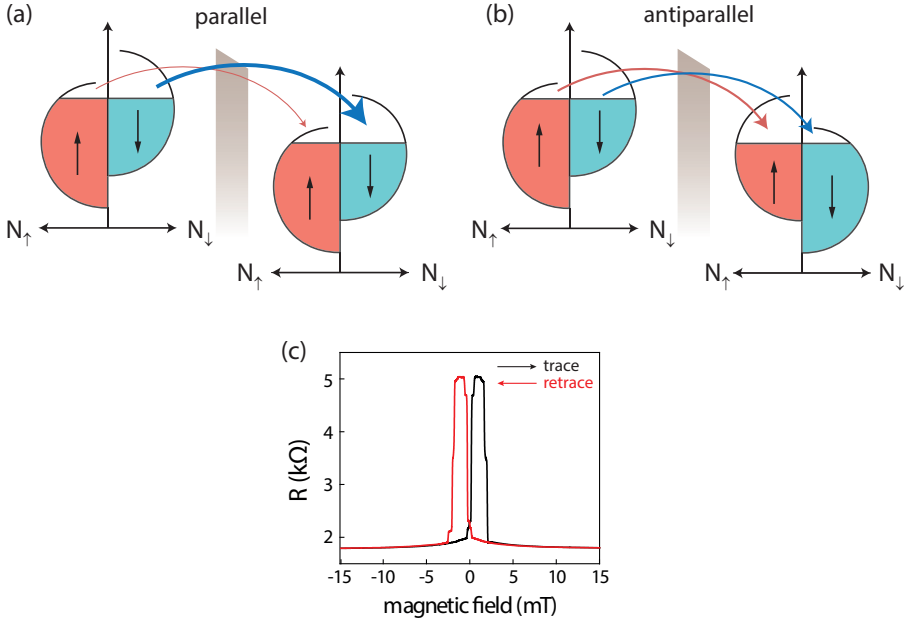 (a)
parallel
N↑
N↓
N↑
N↓
(b)
antiparallel
N↑
N↓
N↑
N↓
(c)
trace
retrace
5
4
3
2
R (kΩ)
-15
-10
-5
0
5
10
15
magnetic field (mT)